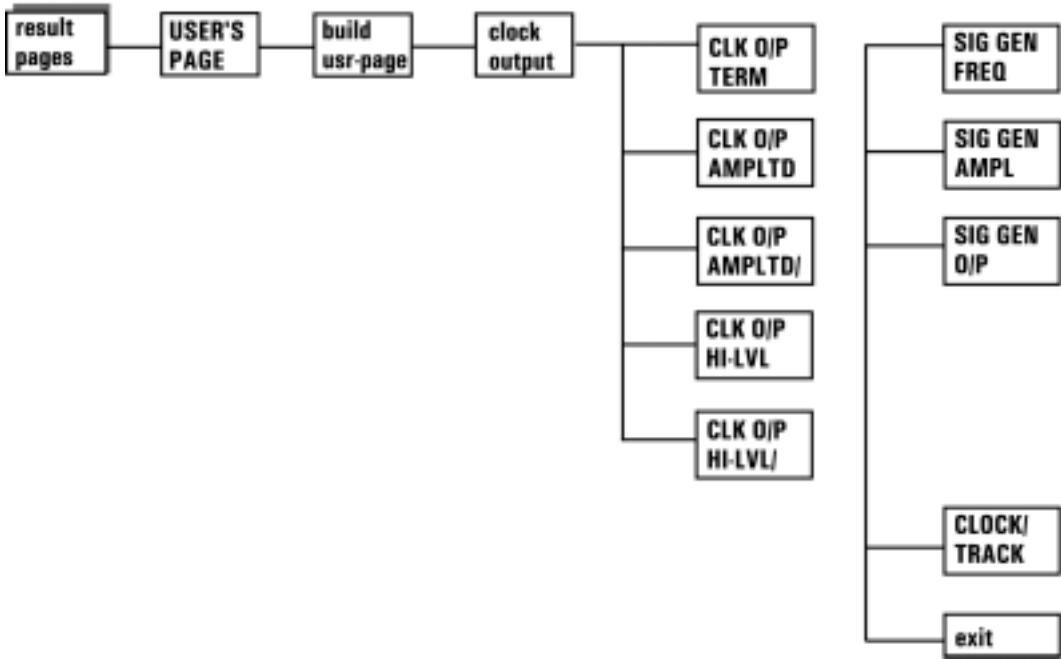 result
pages
USER'S
PAGE
build
usr-page
clock
output
CLK O/P
TERM
CLK O/P
AMPLTD
CLK O/P
AMPLTD/
CLK O/P
HI-LVL
CLK O/P
HI-LVL/
SIG GEN
FREQ
SIG GEN
AMPL
SIG GEN
O/P
CLOCK/
TRACK
exit